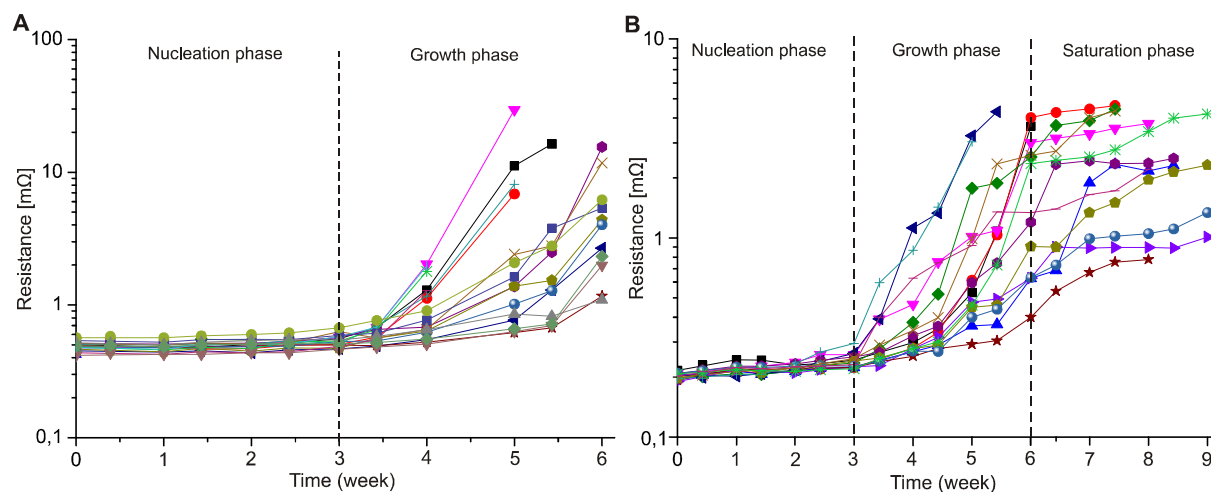 A
100
Nucleation phase
Growth phase
10
1
0,1
Resistance [mΩ]
0 1 2 3 4 5 6
Time (week)
B
10
Nucleation phase
Growth phase
Saturation phase
1
0,1
Resistance [mΩ]
0 1 2 3 4 5 6 7 8 9
Time (week)